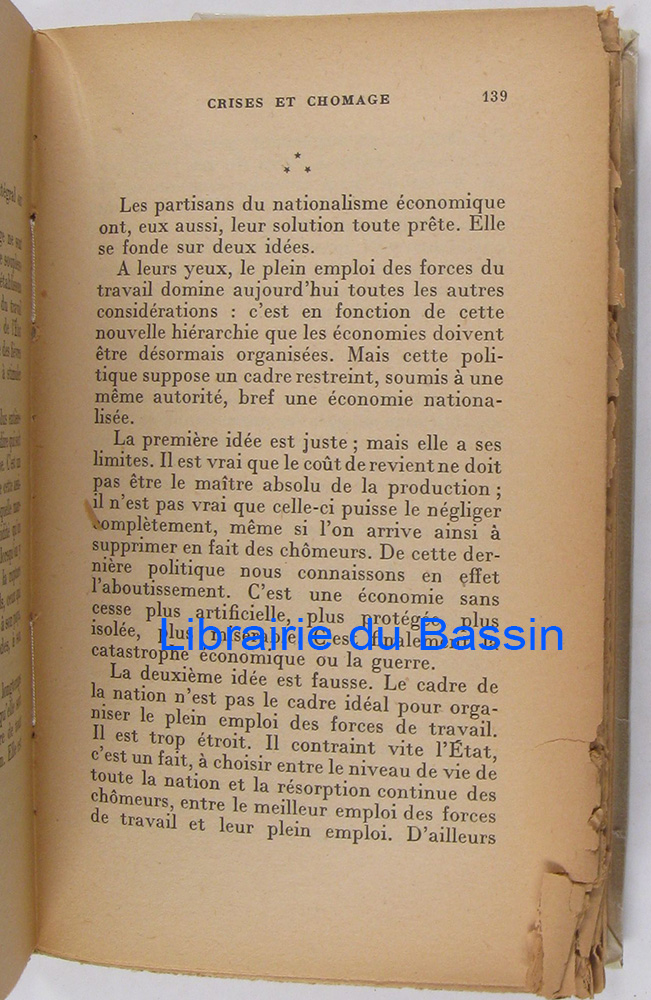 CRISES ET CHOMAGE 139
* * *
Les partisans du nationalisme économique
ont, eux aussi, leur solution toute prête. Elle
se fonde sur deux idées.
A leurs yeux, le plein emploi des forces du
travail domine aujourd'hui toutes les autres
considérations : c'est en fonction de cette
nouvelle hiérarchie que les économies doivent
être désormais organisées. Mais cette poli-
tique suppose un cadre restreint, soumis à une
même autorité, bref une économie nationa-
lisée.
La première idée est juste ; mais elle a ses
limites. Il est vrai que le coût de revient ne doit
pas être le maître absolu de la production ;
il n'est pas vrai que celle-ci puisse le négliger
complètement, même si l'on arrive ainsi à
supprimer en fait des chômeurs. De cette der-
nière politique nous connaissons en effet
l'aboutissement. C'est une économie sans
cesse plus artificielle, plus protégée, plus
isolée, plus misérable. C'est finalement la
catastrophe économique ou la guerre.
La deuxième idée est fausse. Le cadre de
la nation n'est pas le cadre idéal pour orga-
niser le plein emploi des forces de travail.
Il est trop étroit. Il contraint vite l'État,
c'est un fait, à choisir entre le niveau de vie de
toute la nation et la résorption continue des
chômeurs, entre le meilleur emploi des forces
de travail et leur plein emploi. D'ailleurs
Librairie du Bassin